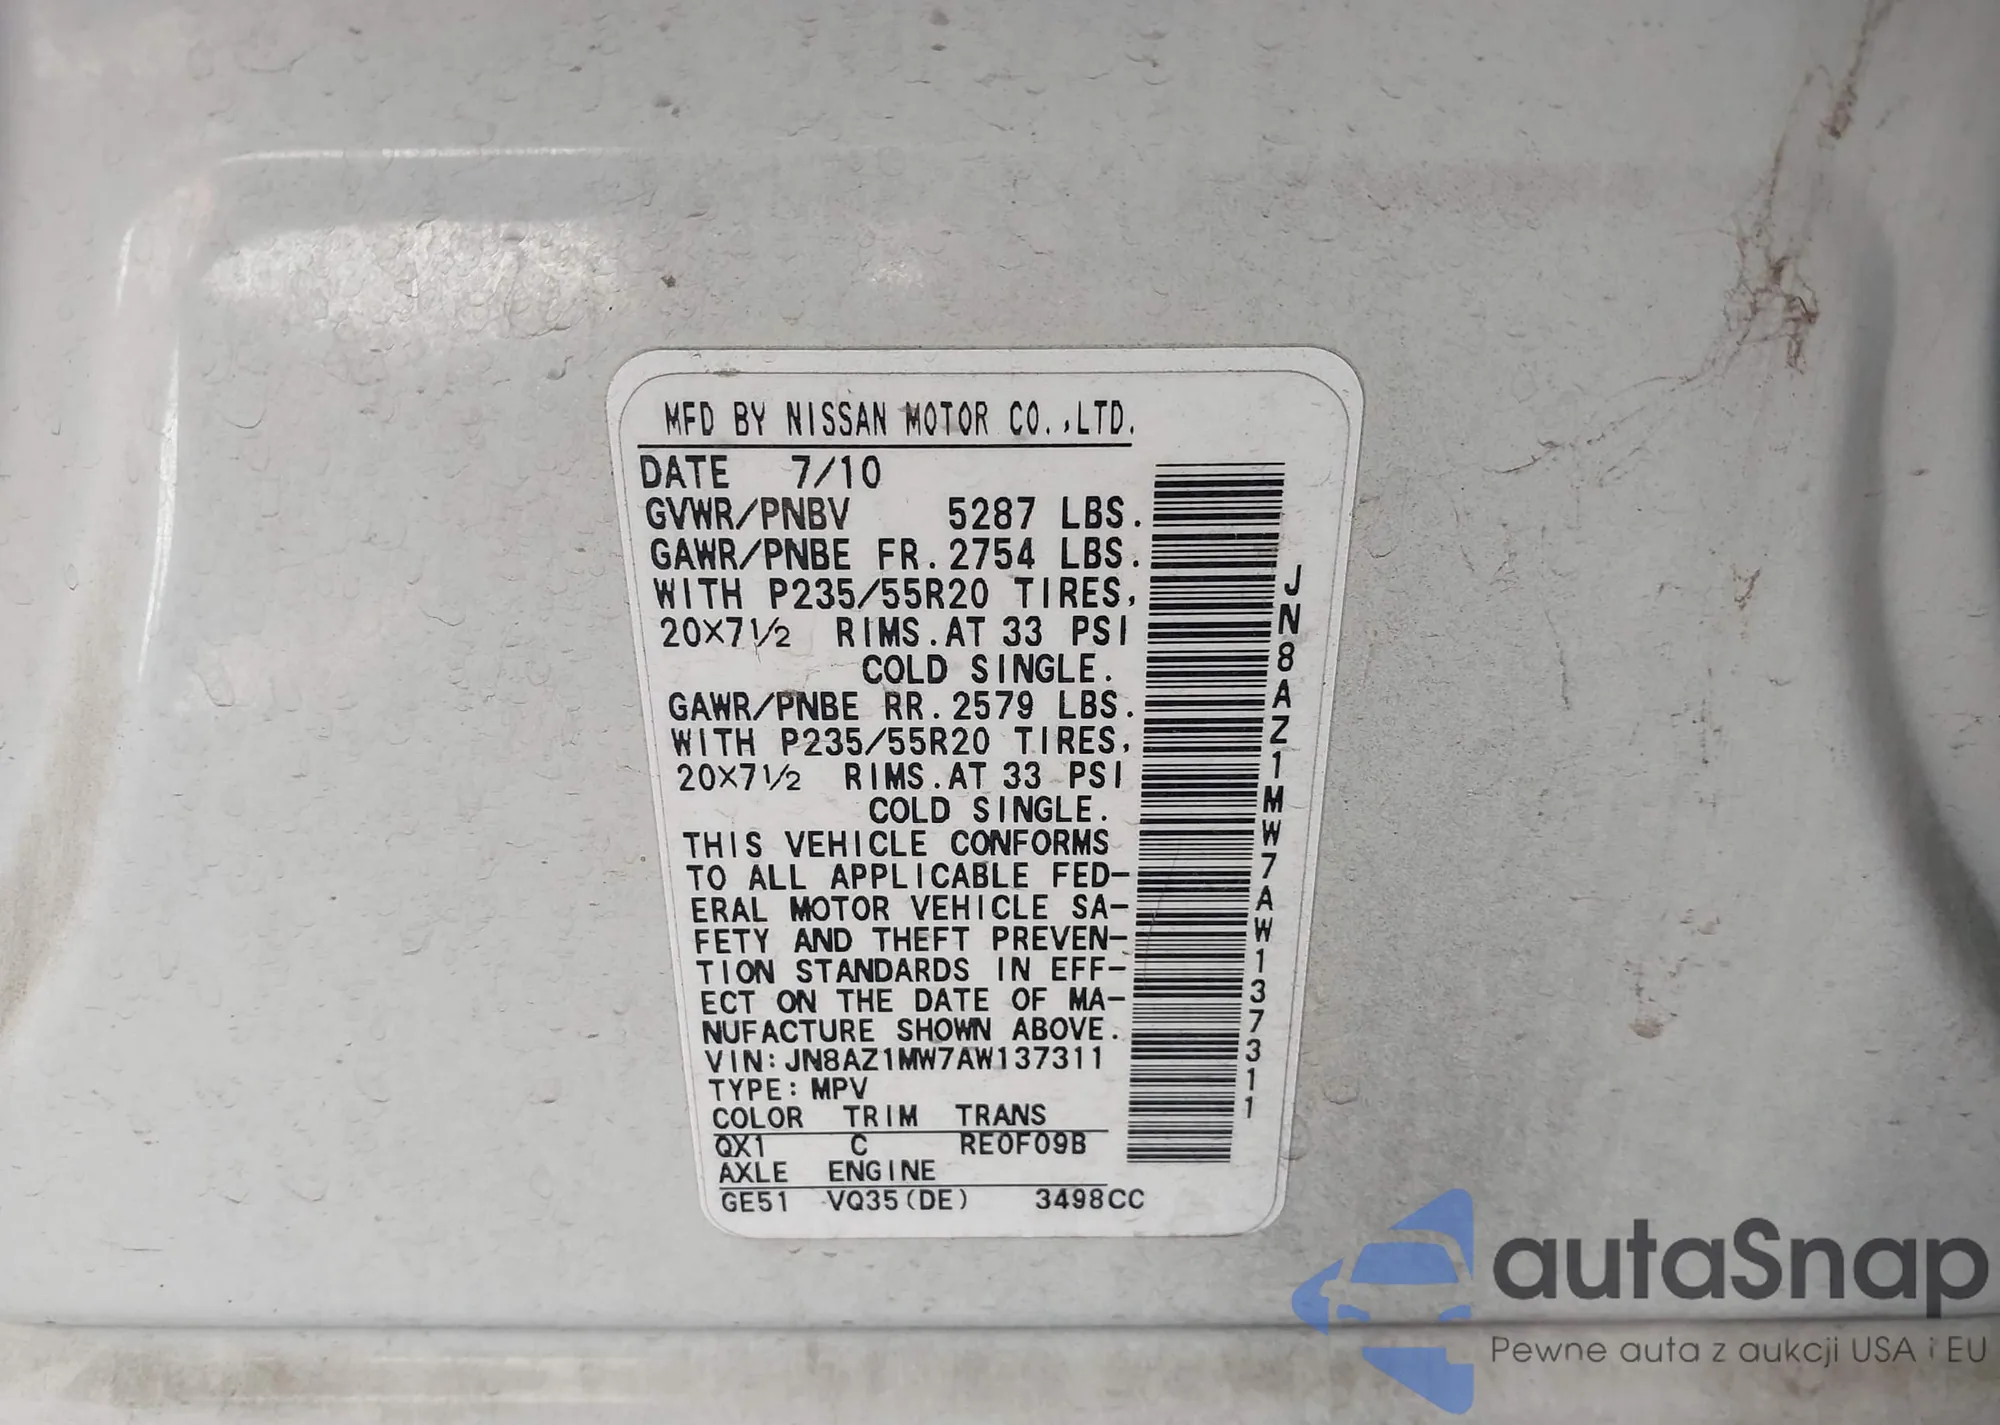 MFD BY NISSAN MOTOR CO.,LTD.
DATE 7/10
GVWR/PNBV 5287 LBS.
GAWR/PNBE FR.2754 LBS.
WITH P235/55R20 TIRES,
20X7½ RIMS.AT 33 PSI
COLD SINGLE.
GAWR/PNBE RR.2579 LBS.
WITH P235/55R20 TIRES,
20X7½ RIMS.AT 33 PSI
COLD SINGLE.
THIS VEHICLE CONFORMS
TO ALL APPLICABLE FED-
ERAL MOTOR VEHICLE SA-
FETY AND THEFT PREVEN-
TION STANDARDS IN EFF-
ECT ON THE DATE OF MA-
NUFACTURE SHOWN ABOVE.
VIN:JN8AZ1MW7AW137311
TYPE:MPV
COLOR TRIM TRANS
QX1 C RE0F09B
AXLE ENGINE
GE51 VQ35(DE) 3498CC
JN8AZ1MW7AW137311
autaSnap
Pewne auta z aukcji USA i EU